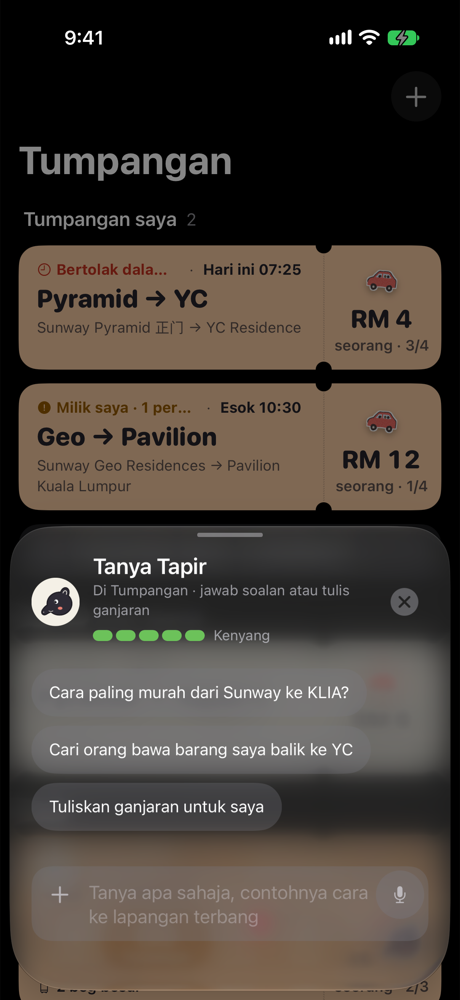 9:41
Tumpangan
Tumpangan saya 2
Bertolak dala... · Hari ini 07:25
Pyramid → YC
Sunway Pyramid 正门 → YC Residence
RM 4
seorang · 3/4
Milik saya · 1 per... · Esok 10:30
Geo → Pavilion
Sunway Geo Residences → Pavilion
Kuala Lumpur
RM 12
seorang · 1/4
Tanya Tapir
Di Tumpangan · jawab soalan atau tulis
ganjaran
Kenyang
Cara paling murah dari Sunway ke KLIA?
Cari orang bawa barang saya balik ke YC
Tuliskan ganjaran untuk saya
Tanya apa sahaja, contohnya cara
ke lapangan terbang
seorang · 2/3